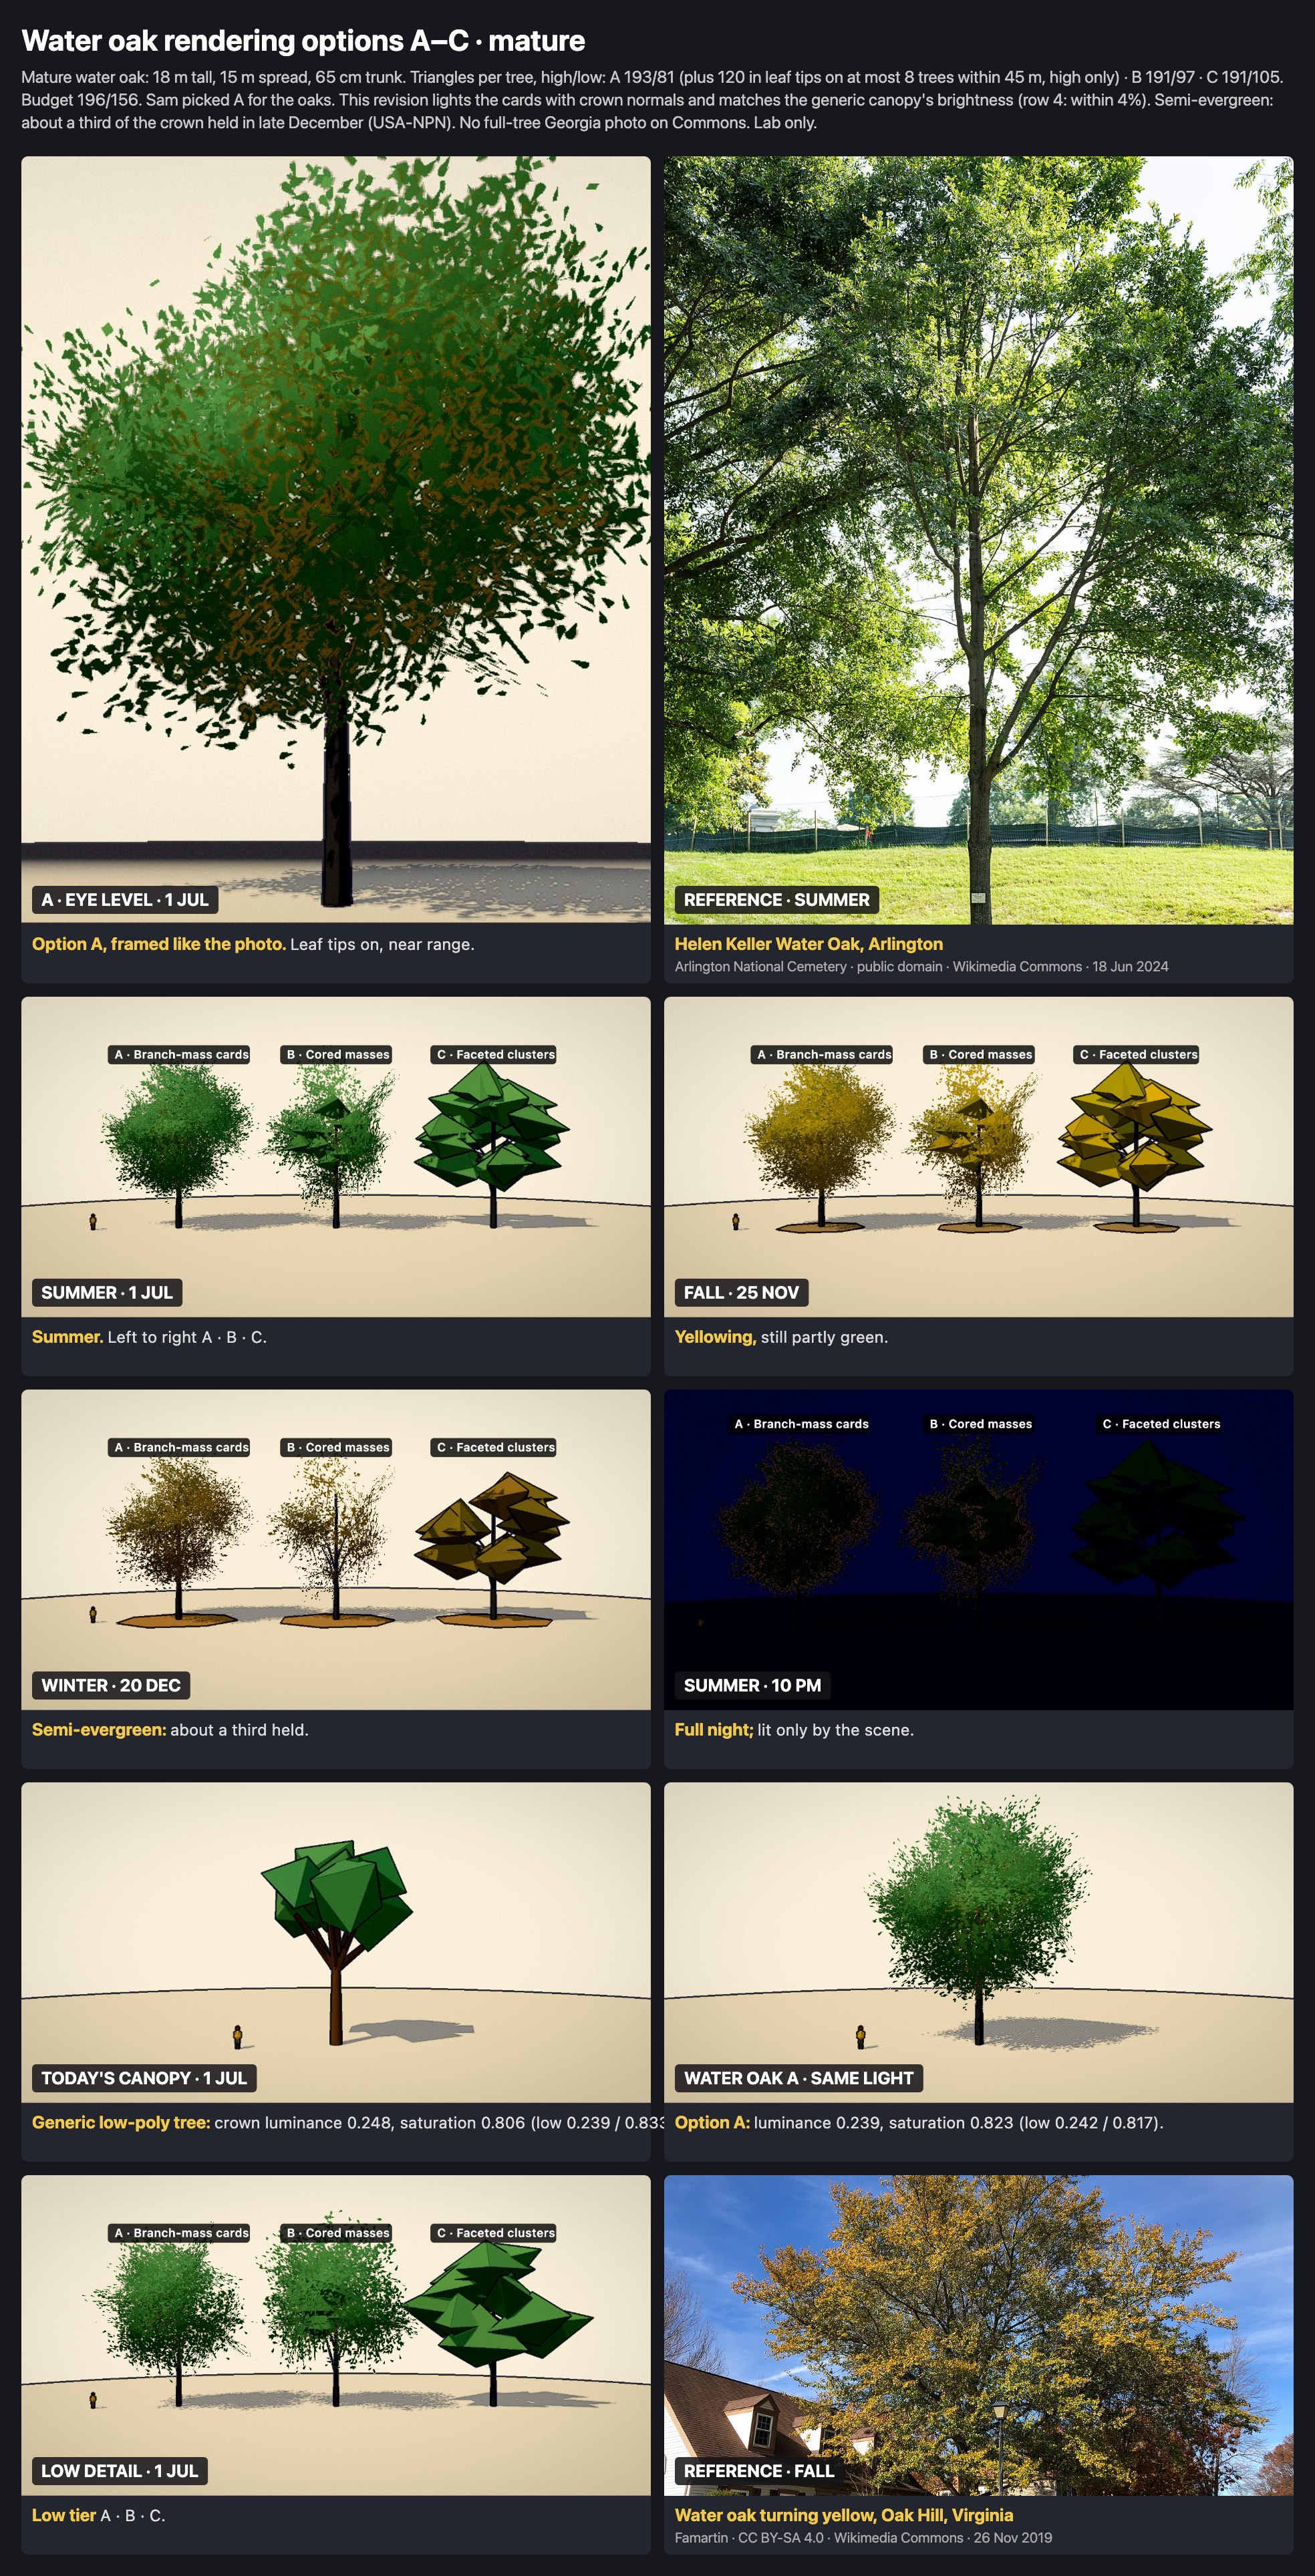 Water oak rendering options A–C · mature
Mature water oak: 18 m tall, 15 m spread, 65 cm trunk. Triangles per tree, high/low: A 193/81 (plus 120 in leaf tips on at most 8 trees within 45 m, high only) · B 191/97 · C 191/105.
Budget 196/156. Sam picked A for the oaks. This revision lights the cards with crown normals and matches the generic canopy's brightness (row 4: within 4%). Semi-evergreen:
about a third of the crown held in late December (USA-NPN). No full-tree Georgia photo on Commons. Lab only.
A · EYE LEVEL · 1 JUL
Option A, framed like the photo. Leaf tips on, near range.
REFERENCE · SUMMER
Helen Keller Water Oak, Arlington
Arlington National Cemetery · public domain · Wikimedia Commons · 18 Jun 2024
A · Branch-mass cards
B · Cored masses
C · Faceted clusters
SUMMER · 1 JUL
Summer. Left to right A · B · C.
A · Branch-mass cards
B · Cored masses
C · Faceted clusters
FALL · 25 NOV
Yellowing, still partly green.
A · Branch-mass cards
B · Cored masses
C · Faceted clusters
WINTER · 20 DEC
Semi-evergreen: about a third held.
A · Branch-mass cards
B · Cored masses
C · Faceted clusters
SUMMER · 10 PM
Full night; lit only by the scene.
TODAY'S CANOPY · 1 JUL
Generic low-poly tree: crown luminance 0.248, saturation 0.806 (low 0.239 / 0.833
WATER OAK A · SAME LIGHT
Option A: luminance 0.239, saturation 0.823 (low 0.242 / 0.817).
A · Branch-mass cards
B · Cored masses
C · Faceted clusters
LOW DETAIL · 1 JUL
Low tier A · B · C.
REFERENCE · FALL
Water oak turning yellow, Oak Hill, Virginia
Famartin · CC BY-SA 4.0 · Wikimedia Commons · 26 Nov 2019